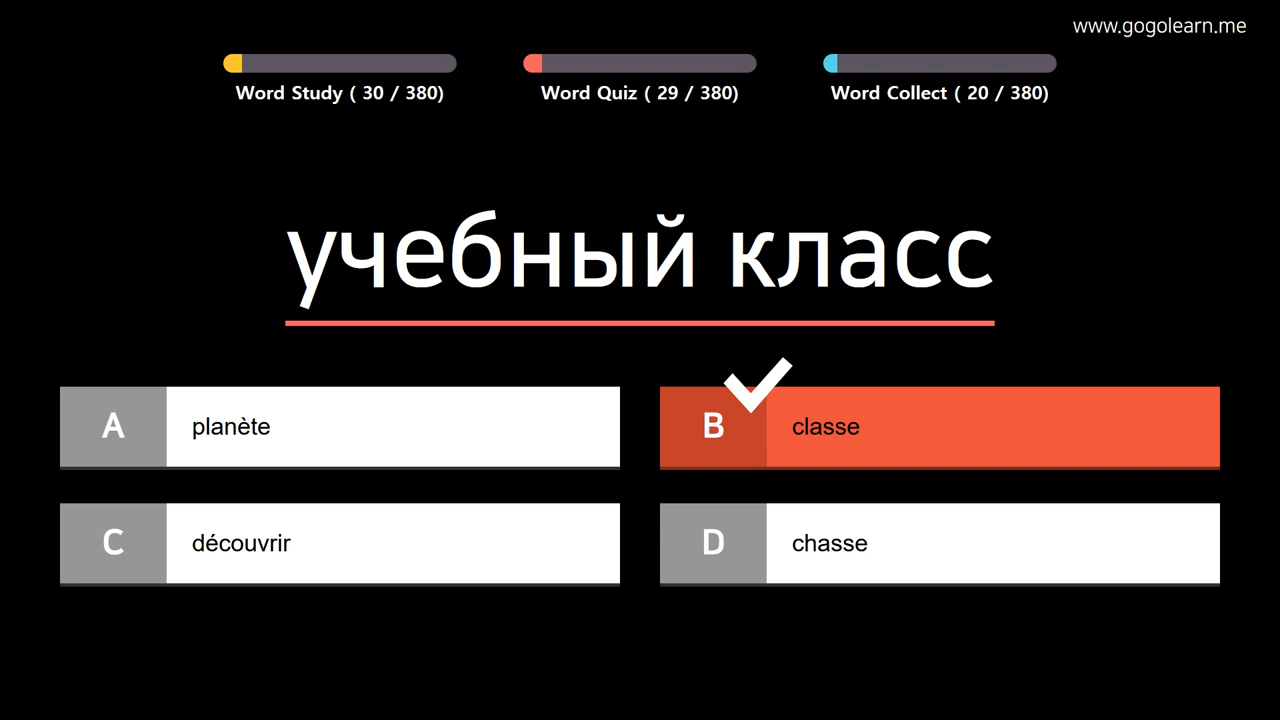 www.gogolearn.me
Word Study ( 30 / 380)
Word Quiz ( 29 / 380)
Word Collect ( 20 / 380)
учебный класс
A planète
B classe
C découvrir
D chasse